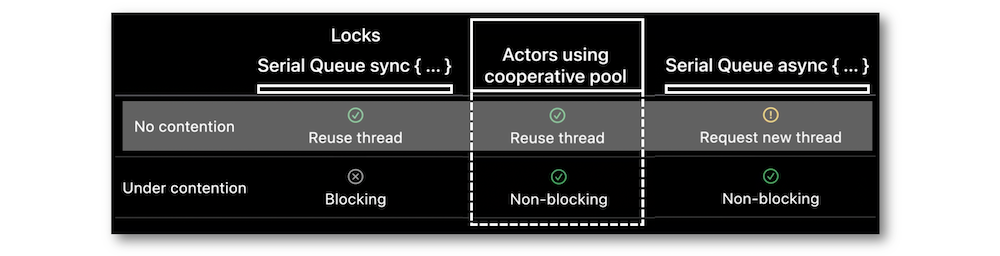 Locks
Serial Queue sync { ... }
Actors using
cooperative pool
Serial Queue async { ... }
No contention
Reuse thread
Reuse thread
Request new thread
Under contention
Blocking
Non-blocking
Non-blocking